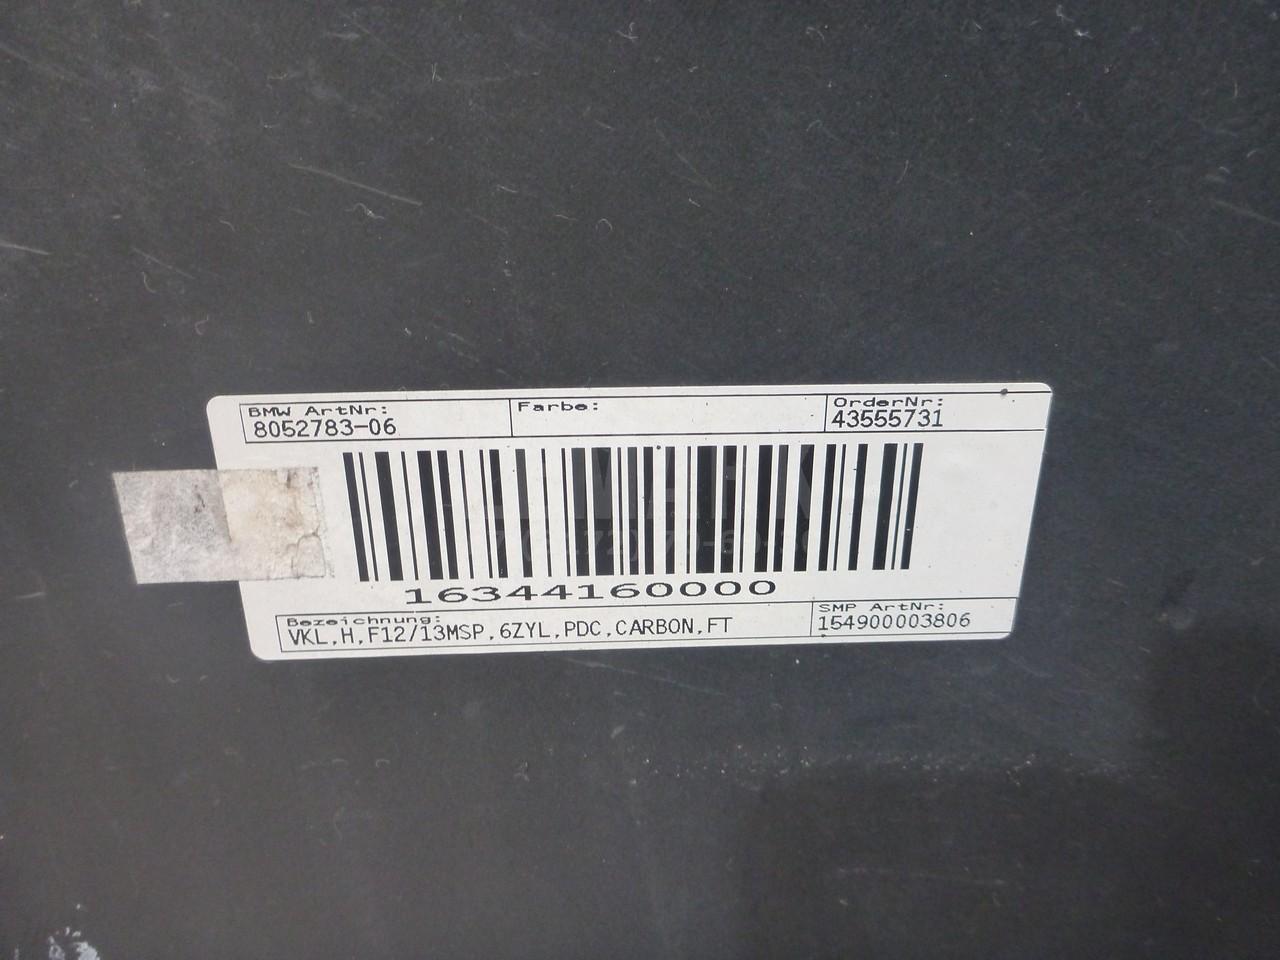 BMW ArtNr:
8052783-06
Farbe:
OrderNr:
43555731
16344160000
Bezeichnung:
VKL,H,F12/13MSP,6ZYL,PDC,CARBON,FT
SMP ArtNr:
154900003806